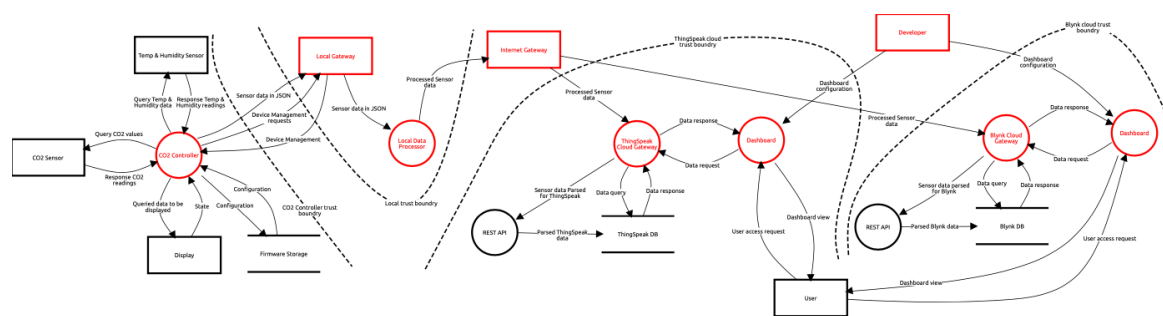 Temp & Humidity Sensor
Local Gateway
Internet Gateway
ThingSpeak cloud
trust boundry
Developer
Blynk cloud trust
boundry
Query Temp &
Humidity data
Response Temp &
Humidity readings
Sensor data in JSON
Device Management
requests
Device Management
Sensor data in JSON
Processed Sensor
data
Local Data
Processor
Processed Sensor
data
Dashboard
configuration
Dashboard
configuration
Processed Sensor
data
CO2 Sensor
Query CO2 values
Response CO2
readings
CO2 Controller
ThingSpeak
Cloud Gateway
Data response
Data request
Dashboard
Blynk Cloud
Gateway
Data response
Data request
Dashboard
Queried data to be
displayed
State
Configuration
Configuration
CO2 Controller trust
boundry
Local trust boundry
Sensor data Parsed
for ThingSpeak
Data query
Data response
Dashboard view
User access request
Sensor data parsed
for Blynk
Data query
Data response
Display
Firmware Storage
REST API
Parsed ThingSpeak
data
ThingSpeak DB
REST API
Parsed Blynk data
Blynk DB
User access request
Dashboard view
User